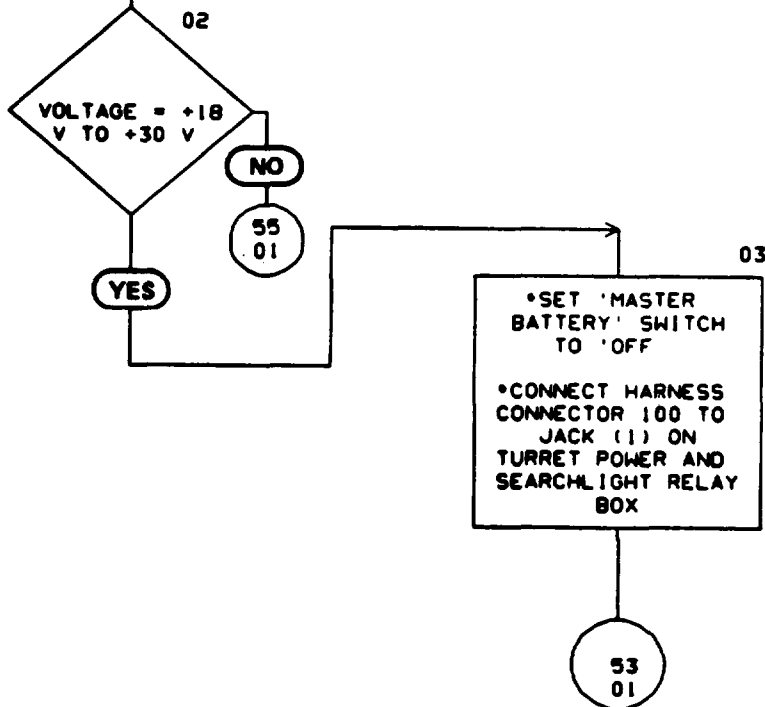 02
VOLTAGE = +18
V TO +30 V
NO
55
01
YES
03
•SET 'MASTER
BATTERY' SWITCH
TO 'OFF
•CONNECT HARNESS
CONNECTOR 100 TO
JACK (1) ON
TURRET POWER AND
SEARCHLIGHT RELAY
BOX
53
01